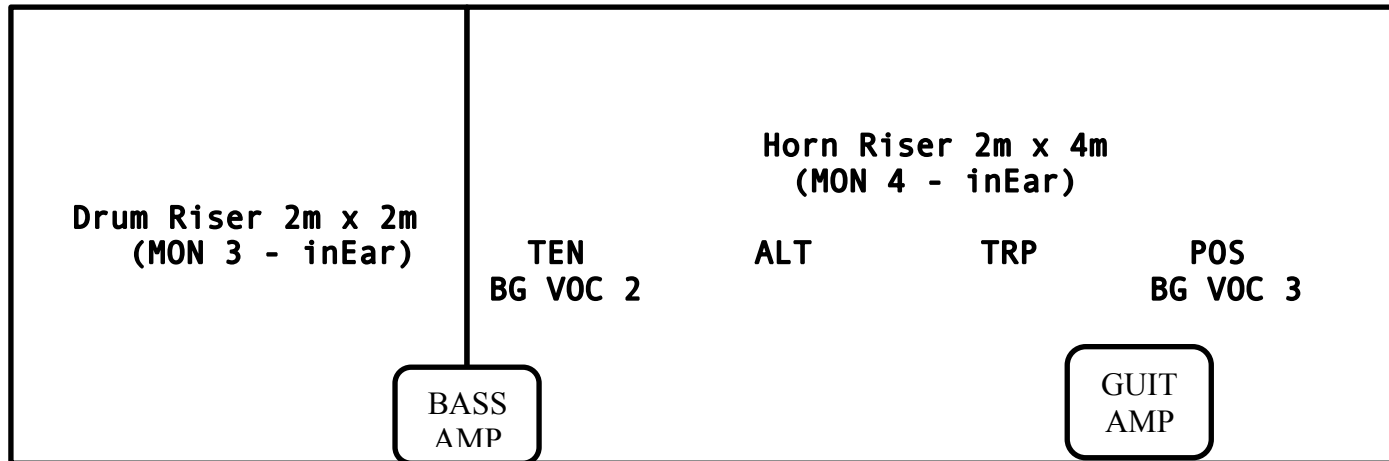 Horn Riser 2m x 4m
(MON 4 - inEar)
Drum Riser 2m x 2m
(MON 3 - inEar)
TEN ALT TRP POS
BG VOC 2 BG VOC 3
BASS
AMP
GUIT
AMP